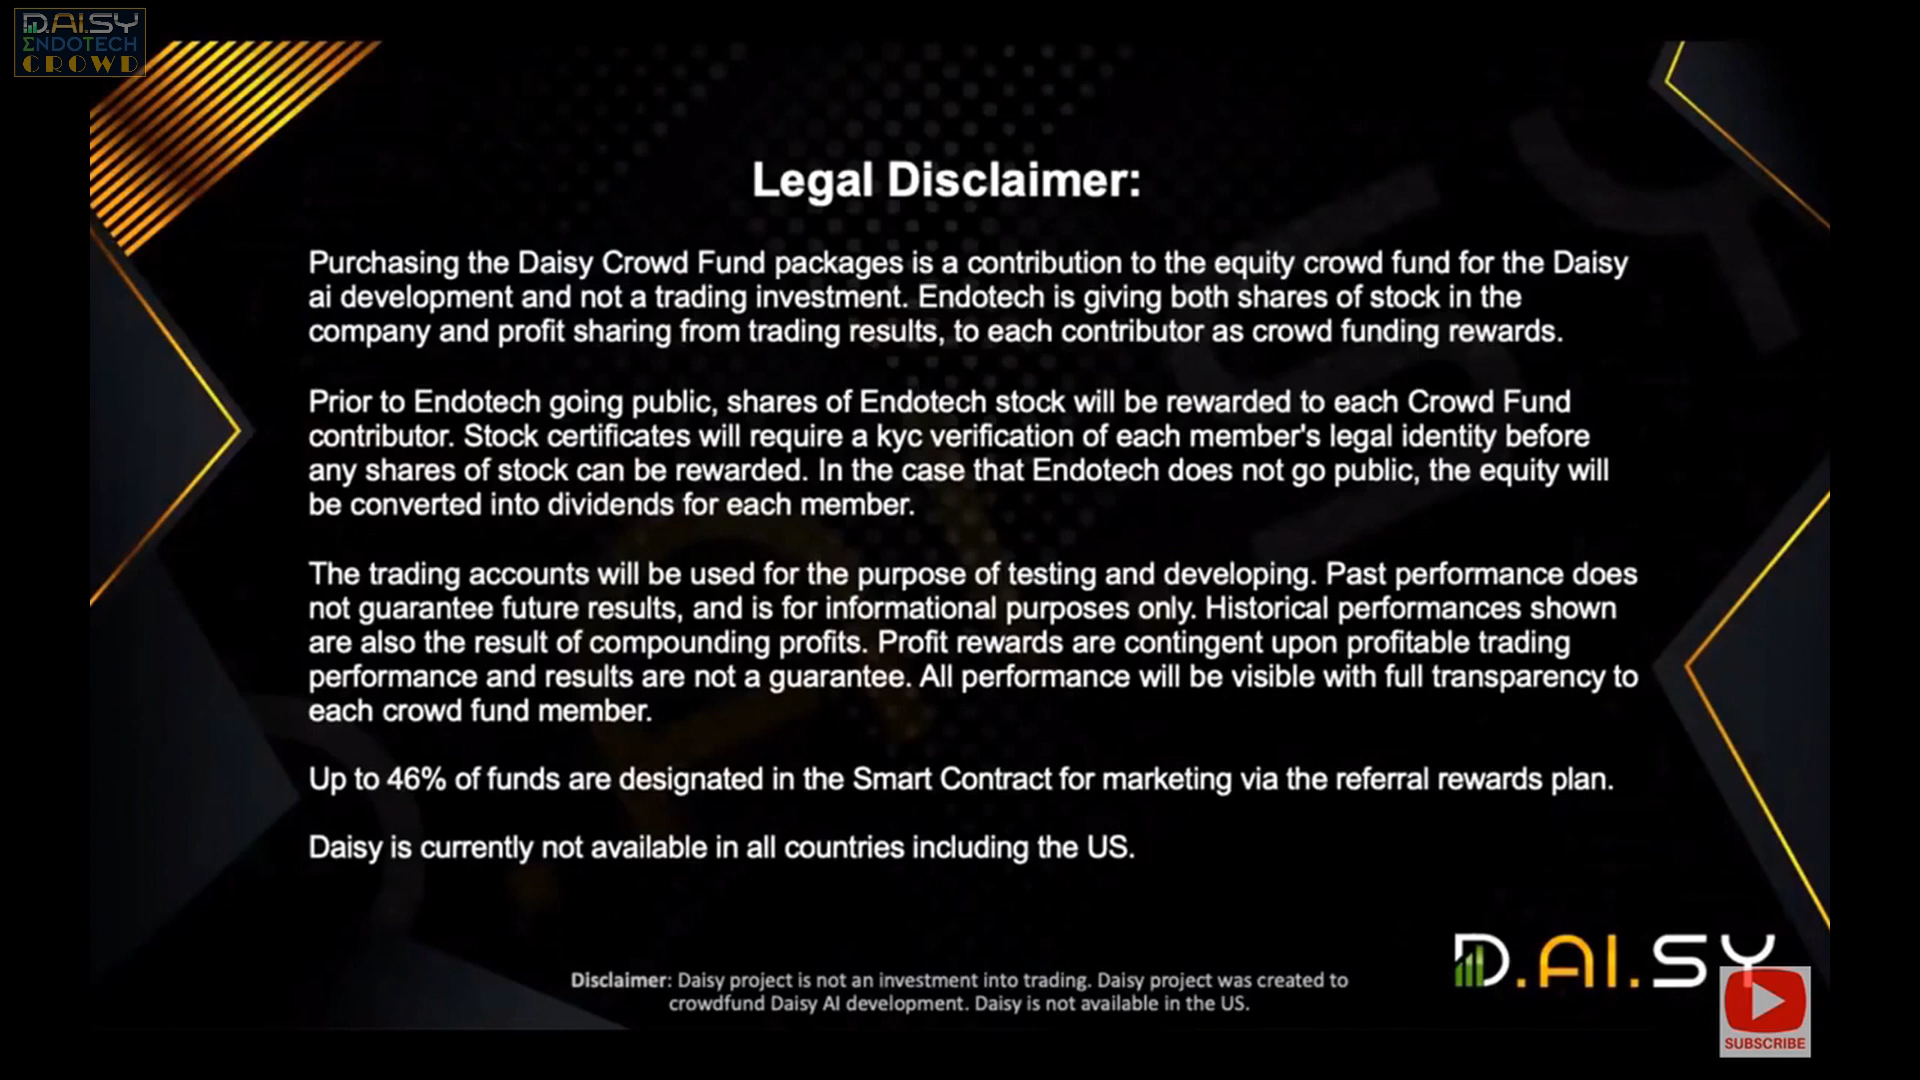 D.AI.SY
ENDOTECH
CROWD
Legal Disclaimer:
Purchasing the Daisy Crowd Fund packages is a contribution to the equity crowd fund for the Daisy
ai development and not a trading investment. Endotech is giving both shares of stock in the
company and profit sharing from trading results, to each contributor as crowd funding rewards.
Prior to Endotech going public, shares of Endotech stock will be rewarded to each Crowd Fund
contributor. Stock certificates will require a kyc verification of each member's legal identity before
any shares of stock can be rewarded. In the case that Endotech does not go public, the equity will
be converted into dividends for each member.
The trading accounts will be used for the purpose of testing and developing. Past performance does
not guarantee future results, and is for informational purposes only. Historical performances shown
are also the result of compounding profits. Profit rewards are contingent upon profitable trading
performance and results are not a guarantee. All performance will be visible with full transparency to
each crowd fund member.
Up to 46% of funds are designated in the Smart Contract for marketing via the referral rewards plan.
Daisy is currently not available in all countries including the US.
D.AI.SY
Disclaimer: Daisy project is not an investment into trading. Daisy project was created to
crowdfund Daisy AI development. Daisy is not available in the US.
SUBSCRIBE